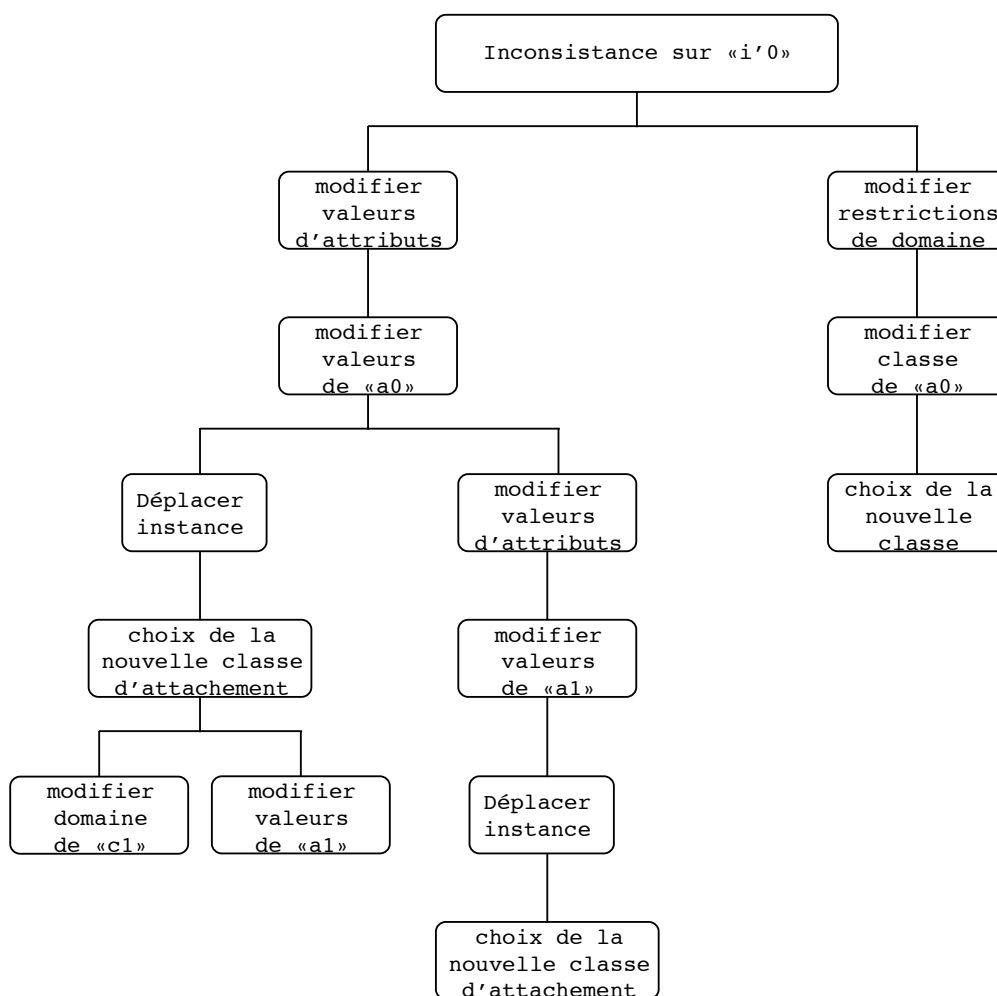 Inconsistance sur «i’0»
modifier
valeurs
d’attributs
modifier
restrictions
de domaine
modifier
valeurs
de «a0»
modifier
classe
de «a0»
Déplacer
instance
modifier
valeurs
d’attributs
choix de la
nouvelle
classe
choix de la
nouvelle classe
d’attachement
modifier
valeurs
de «a1»
modifier
domaine
de «c1»
modifier
valeurs
de «a1»
Déplacer
instance
choix de la
nouvelle classe
d’attachement